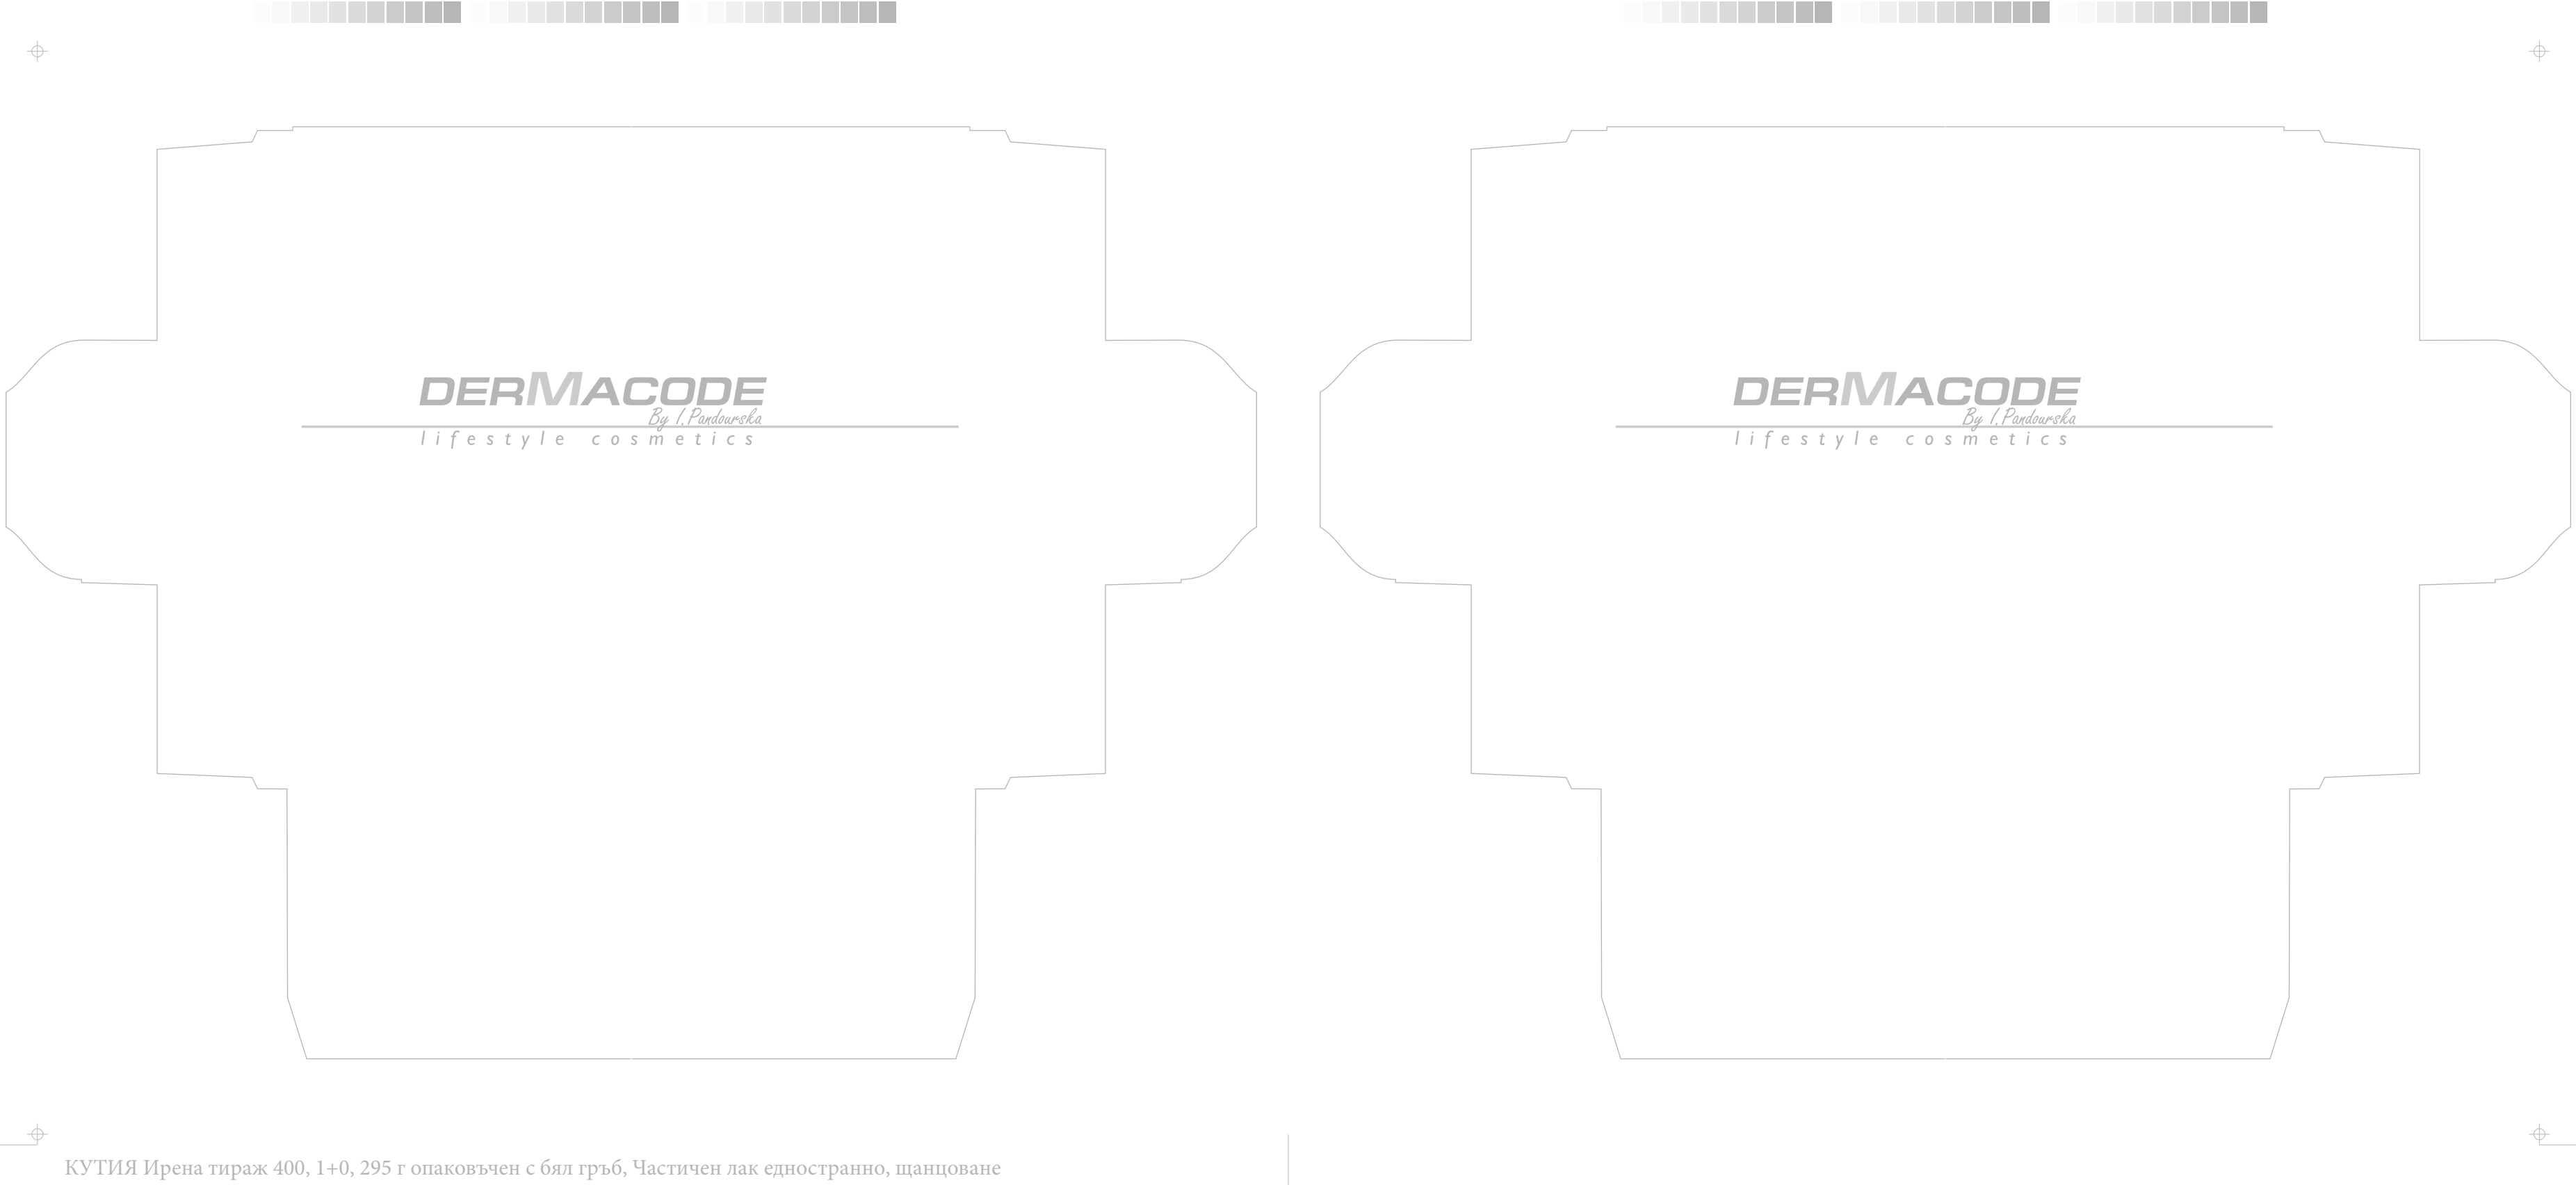 DERMACODE
By I. Pandourska
lifestyle cosmetics
DERMACODE
By I. Pandourska
lifestyle cosmetics
КУТИЯ Ирена тираж 400, 1+0, 295 г опаковъчен с бял гръб, Частичен лак едностранно, щанцоване